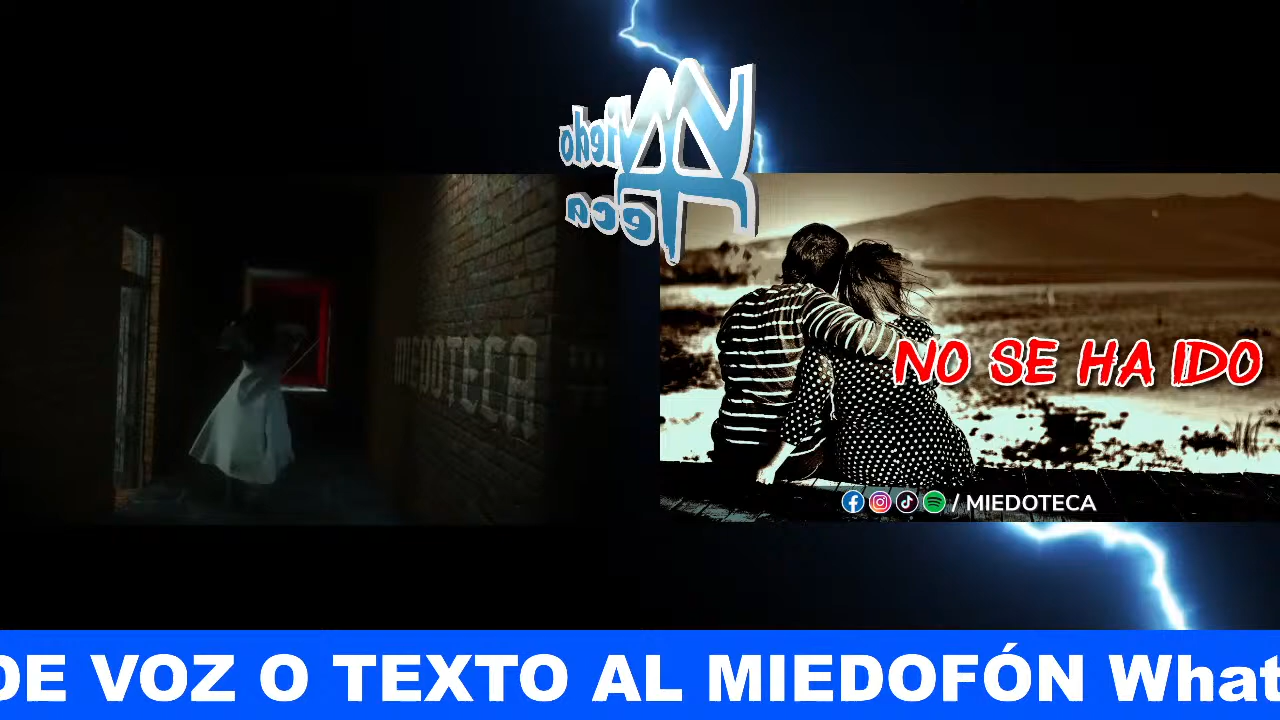 Miedo
Teca
MIEDOTECA
NO SE HA IDO
/ MIEDOTECA
DE VOZ O TEXTO AL MIEDOFÓN What